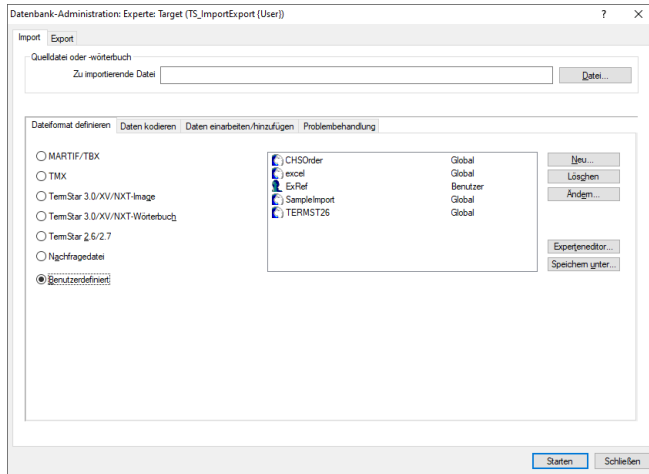 Datenbank-Administration: Experte: Target (TS_ImportExport {User})
Import Export
Quelldatei oder -wörterbuch
Zu importierende Datei Datei...
Dateiformat definieren Daten kodieren Daten einarbeiten/hinzufügen Problembehandlung
MARTIF/TBX
TMX
TermStar 3.0/XV/NXT-Image
TermStar 3.0/XV/NXT-Wörterbuch
TermStar 2.6/2.7
Nachfragedatei
Benutzerdefiniert
CHSOrder Global
excel Global
ExRef Benutzer
SampleImport Global
TERMST26 Global
Neu...
Löschen
Ändern...
Experteneditor...
Speichern unter...
Starten Schließen